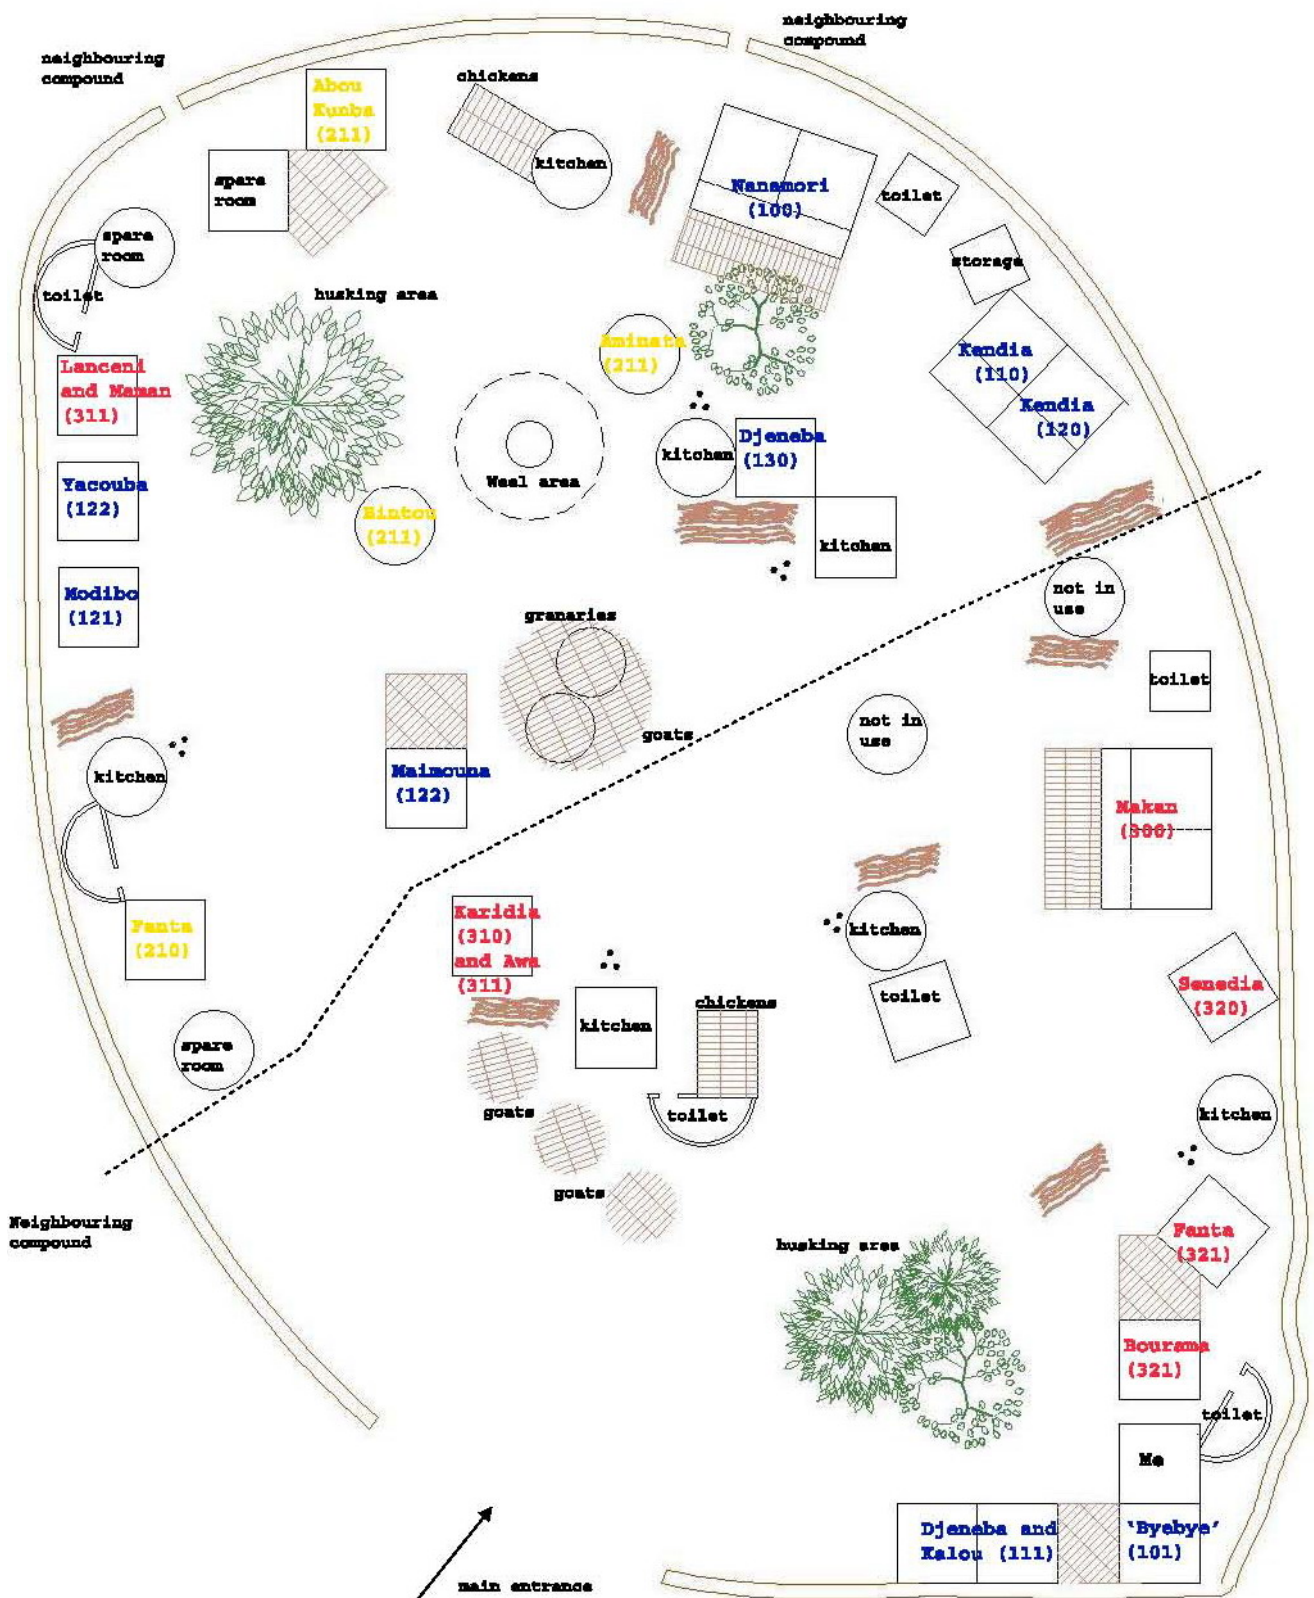 neighbouring
compound
neighbouring
compound
Abou
Kunba
(211)
chickens
kitchen
spare
room
Nanamori
(100)
toilet
spare
room
toilet
storage
husking area
Aminata
(211)
Kendia
(110)
Kendia
(120)
Lanceni
and Maman
(311)
Djeneba
(130)
kitchen
Yacouba
(122)
Weel area
Bintou
(211)
kitchen
Modibo
(121)
not in
use
granaries
toilet
goats
not in
use
kitchen
Maimouna
(122)
Makan
(300)
Fanta
(210)
Karidia
(310)
and Awa
(311)
kitchen
toilet
Senedia
(320)
chickens
kitchen
spare
room
goats
toilet
kitchen
goats
Neighbouring
compound
Fanta
(321)
husking area
Bourama
(321)
toilet
Me
Djeneba and
Kalou (111)
'Byebye'
(101)
main entrance